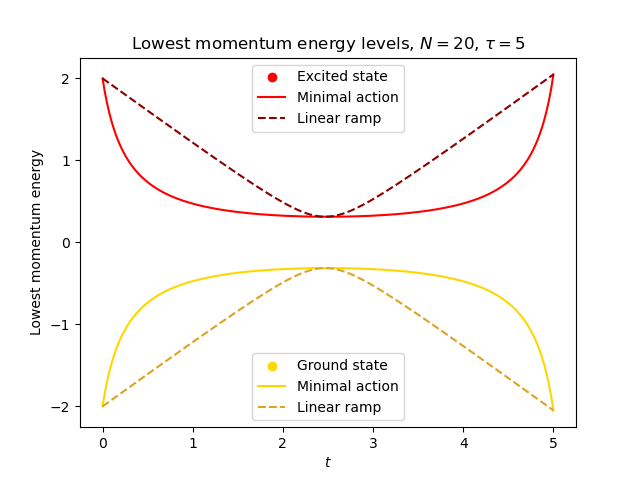 Lowest momentum energy levels, N = 20, τ = 5
Lowest momentum energy
2
1
0
−1
−2
Excited state
Minimal action
Linear ramp
Ground state
Minimal action
Linear ramp
0 1 2 3 4 5
t